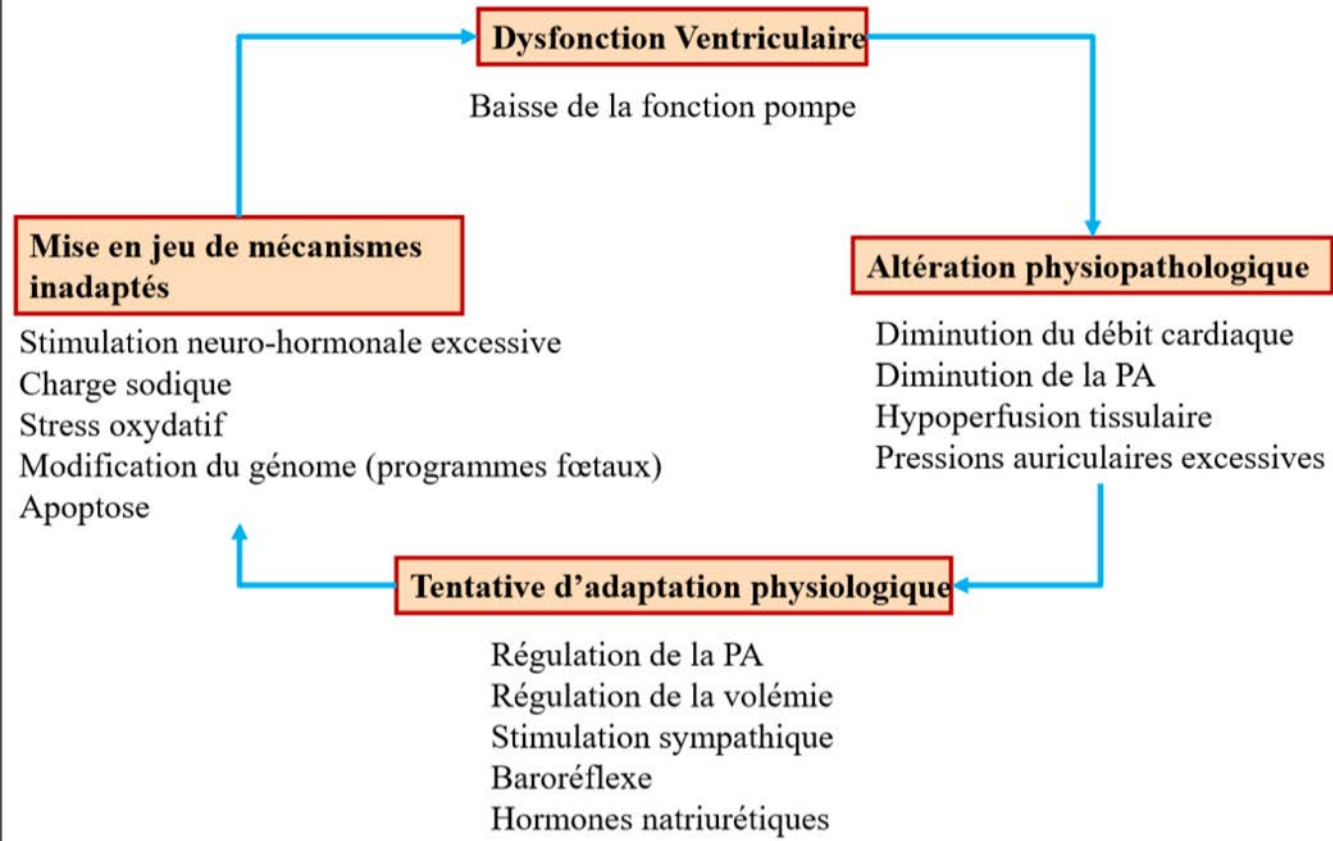 Dysfonction Ventriculaire
Baisse de la fonction pompe
Mise en jeu de mécanismes
inadaptés
Stimulation neuro-hormonale excessive
Charge sodique
Stress oxydatif
Modification du génome (programmes fœtaux)
Apoptose
Altération physiopathologique
Diminution du débit cardiaque
Diminution de la PA
Hypoperfusion tissulaire
Pressions auriculaires excessives
Tentative d’adaptation physiologique
Régulation de la PA
Régulation de la volémie
Stimulation sympathique
Baroréflexe
Hormones natriurétiques